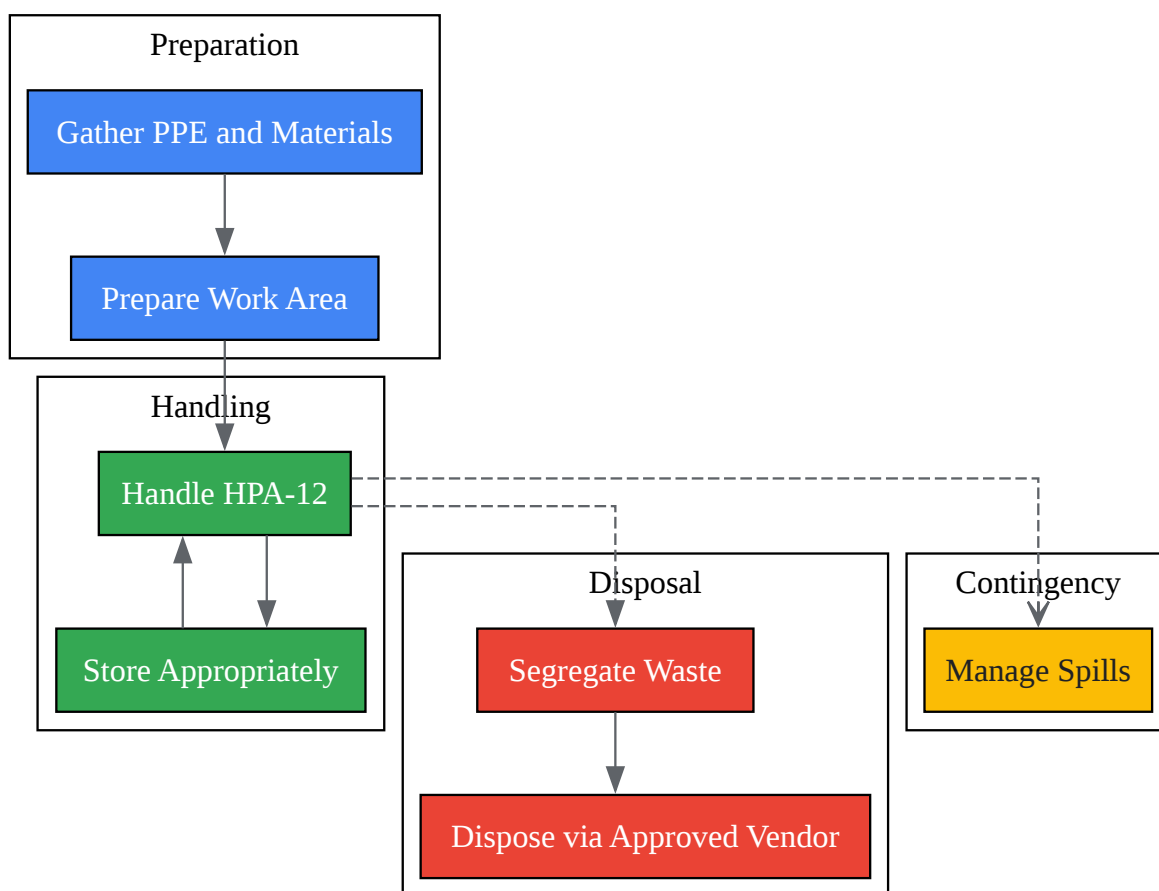 Preparation
Gather PPE and Materials
Prepare Work Area
Handling
Handle HPA-12
Store Appropriately
Disposal
Segregate Waste
Dispose via Approved Vendor
Contingency
Manage Spills